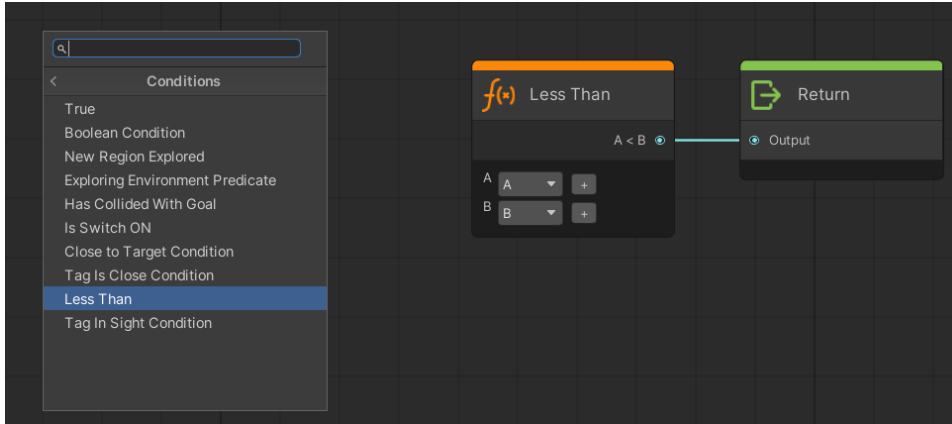 Conditions
True
Boolean Condition
New Region Explored
Exploring Environment Predicate
Has Collided With Goal
Is Switch ON
Close to Target Condition
Tag Is Close Condition
Less Than
Tag In Sight Condition
f(x) Less Than
A < B
A A +
B B +
Return
Output